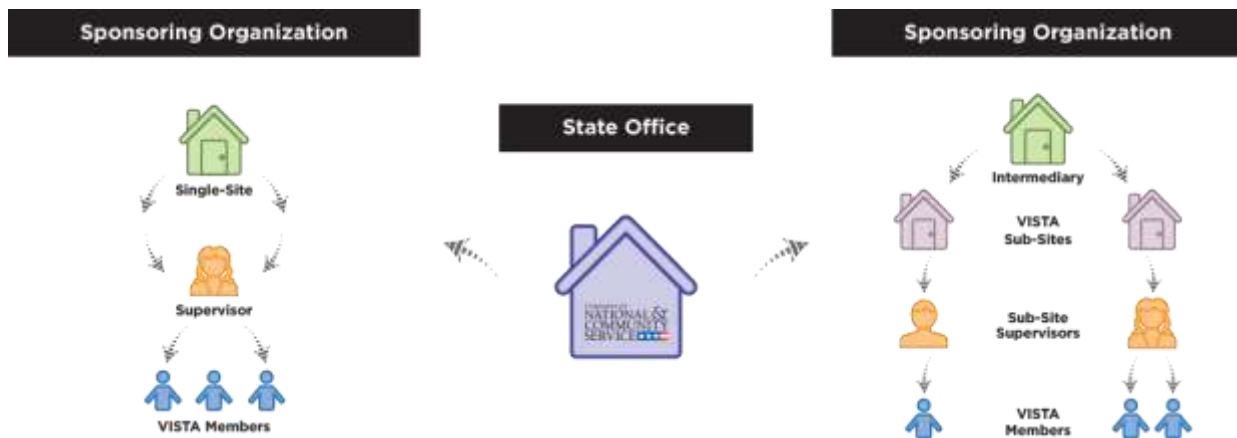 Sponsoring Organization
Single-Site
Supervisor
VISTA Members
State Office
NATIONAL&
COMMUNITY
SERVICE
Sponsoring Organization
Intermediary
VISTA
Sub-Sites
Sub-Site
Supervisors
VISTA
Members